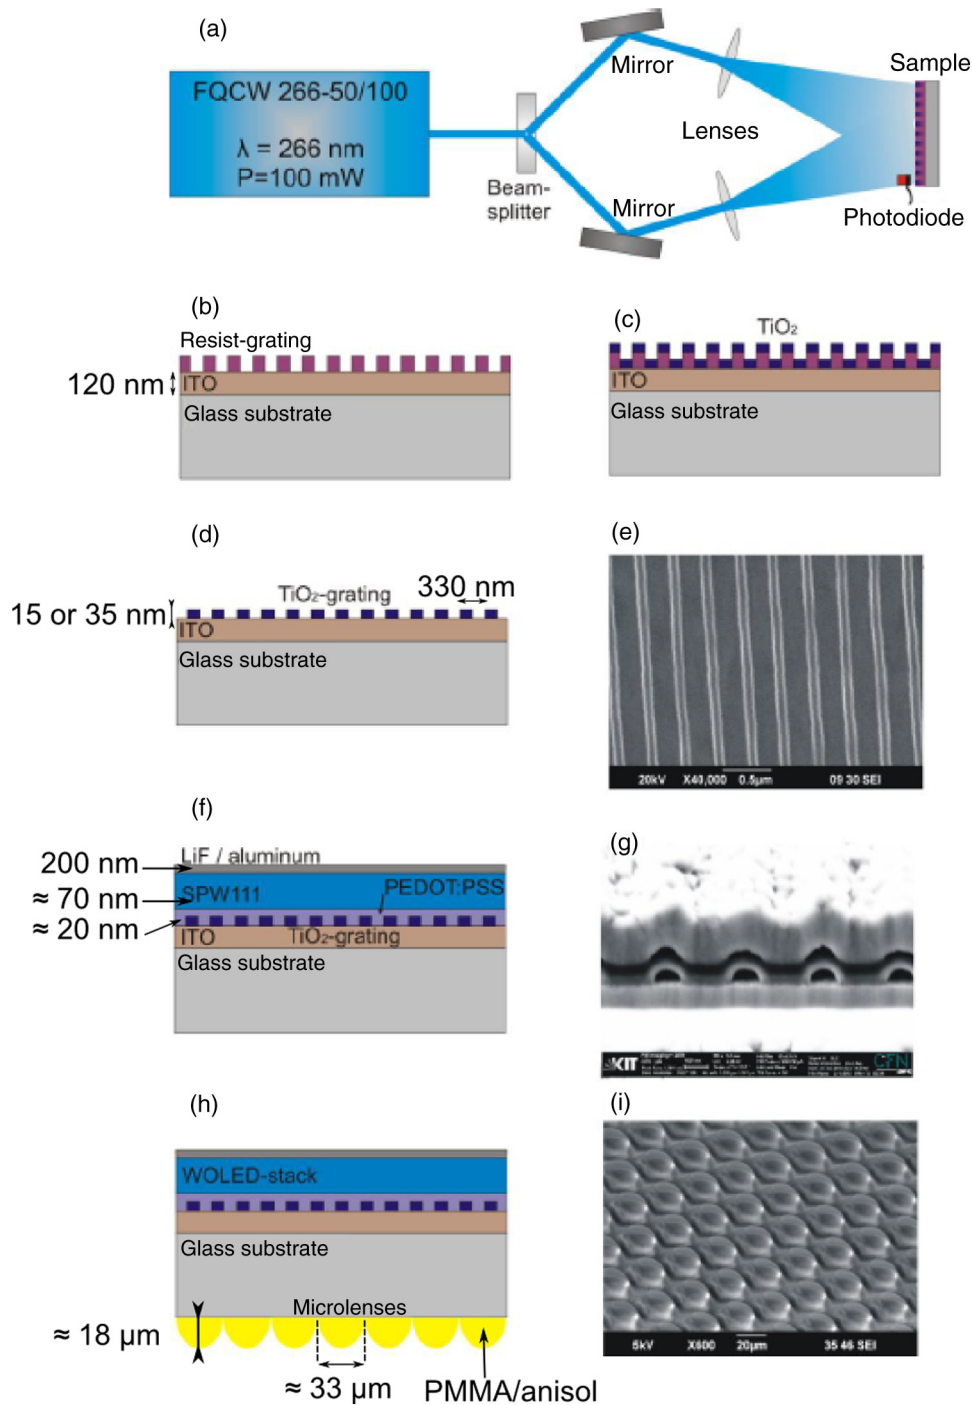 (a)
FQCW 266-50/100
λ = 266 nm
P=100 mW
Beam-
splitter
Mirror
Lenses
Mirror
Sample
Photodiode
(b)
Resist-grating
120 nm
ITO
Glass substrate
(c)
TiO₂
ITO
Glass substrate
(d)
TiO₂-grating
330 nm
15 or 35 nm
ITO
Glass substrate
(e)
20kV X40,000 0.5µm 09 30 SEI
(f)
LiF / aluminum
200 nm
SPW111
≈ 70 nm
PEDOT:PSS
≈ 20 nm
ITO
TiO₂-grating
Glass substrate
(g)
KIT
CFN
(h)
WOLED-stack
Glass substrate
Microlenses
≈ 18 µm
≈ 33 µm
PMMA/anisol
(i)
5kV X600 20µm 35 46 SEI